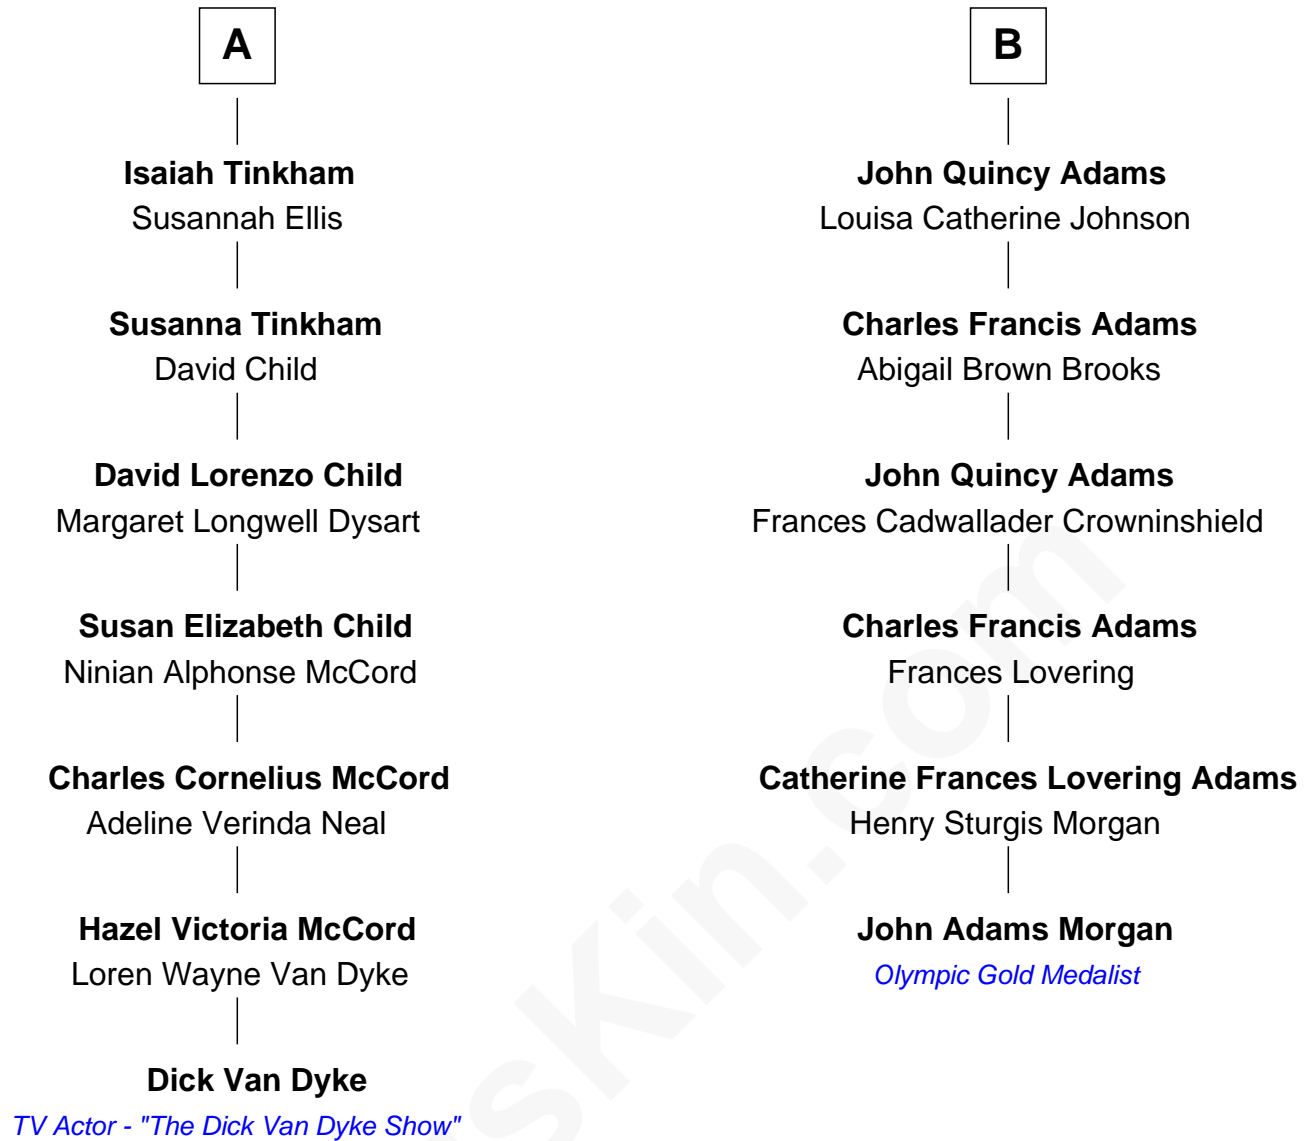 A
Isaiah Tinkham
Susannah Ellis
Susanna Tinkham
David Child
David Lorenzo Child
Margaret Longwell Dysart
Susan Elizabeth Child
Ninian Alphonse McCord
Charles Cornelius McCord
Adeline Verinda Neal
Hazel Victoria McCord
Loren Wayne Van Dyke
Dick Van Dyke
TV Actor - "The Dick Van Dyke Show"
B
John Quincy Adams
Louisa Catherine Johnson
Charles Francis Adams
Abigail Brown Brooks
John Quincy Adams
Frances Cadwallader Crowninshield
Charles Francis Adams
Frances Lovering
Catherine Frances Lovering Adams
Henry Sturgis Morgan
John Adams Morgan
Olympic Gold Medalist